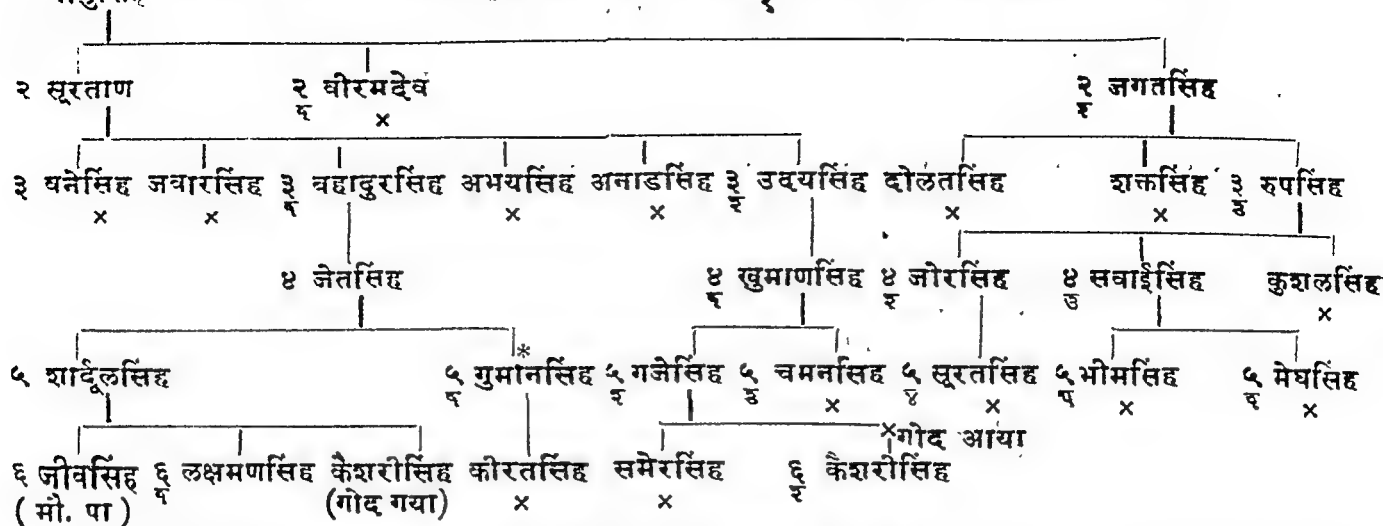 १
२ सूरताण २ वीरमदेव २ जगतसिंह
×
३ धनेसिंह जवारसिंह ३ बहादुरसिंह अभयसिंह अनाडसिंह ३ उदयसिंह दोलतसिंह शक्तसिंह ३ रुपसिंह
× × × × × ×
४ जेतसिंह ४ खुमाणसिंह ४ जोरसिंह ४ सवाईसिंह कुशलसिंह
×
*
५ शार्दूलसिंह ५ गुमानसिंह ५ गजेसिंह ५ चमनसिंह ५ सूरतसिंह ५ भीमसिंह ५ मेघसिंह
× × × ×
×गोद आया
६ जीवसिंह ६ लक्षमणसिंह कैशरीसिंह कीरतसिंह समेरसिंह ६ कैशरीसिंह
(मौ. पा) (गोद गया) × ×